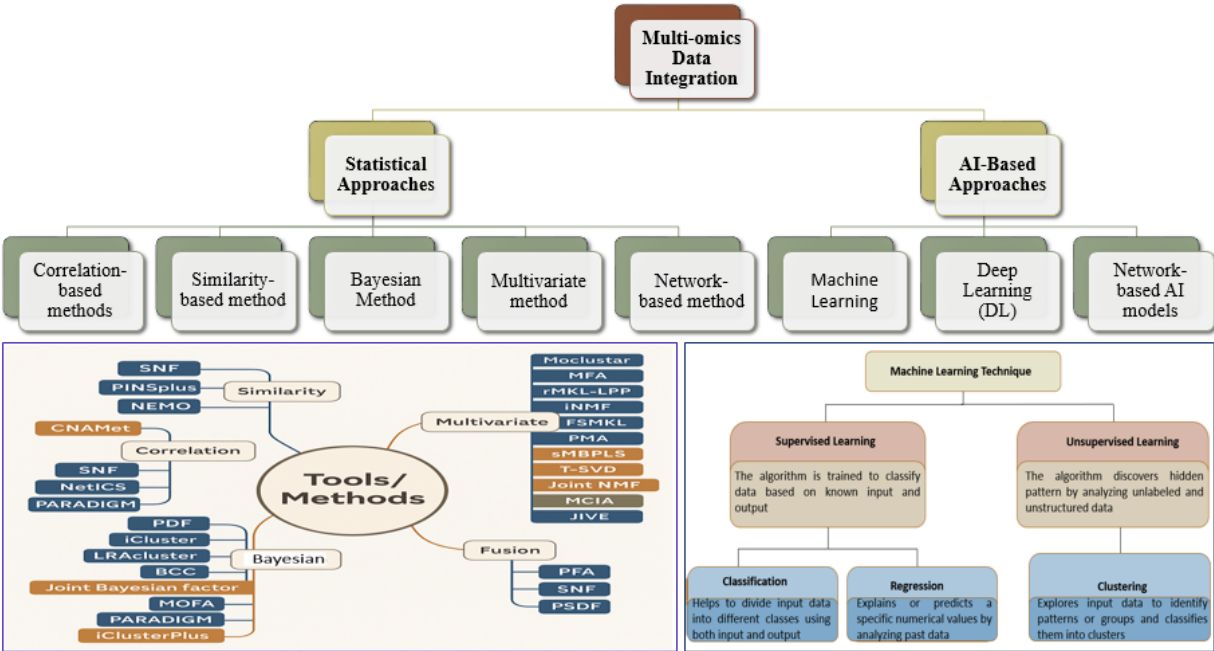 Multi-omics
Data
Integration
Statistical
Approaches
AI-Based
Approaches
Correlation-
based
methods
Similarity-
based method
Bayesian
Method
Multivariate
method
Network-
based method
Machine
Learning
Deep
Learning
(DL)
Network-
based AI
models
SNF
PINSplus
NEMO
Similarity
CNAMet
Correlation
SNF
NetICS
PARADIGM
Tools/
Methods
PDF
iCluster
LRAcluster
BCC
Joint Bayesian factor
MOFA
PARADIGM
iClusterPlus
Bayesian
Multivariate
Moclustar
MFA
rMKL-LPP
iNMF
FSMKL
PMA
sMBPLS
T-SVD
Joint NMF
MCIA
JIVE
Fusion
PFA
SNF
PSDF
Machine Learning Technique
Supervised Learning
The algorithm is trained to classify
data based on known input and
output
Unsupervised Learning
The algorithm discovers hidden
pattern by analyzing unlabeled and
unstructured data
Classification
Helps to divide input data
into different classes using
both input and output
Regression
Explains or predicts a
specific numerical values by
analyzing past data
Clustering
Explores input data to identify
patterns or groups and classifies
them into clusters